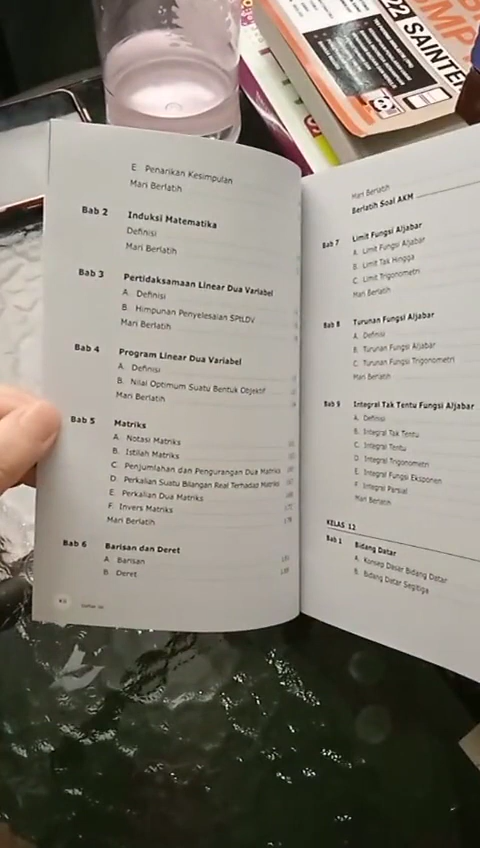 22 SAINTE
E. Penarikan Kesimpulan
Mari Berlatih
Bab 2 Induksi Matematika
Definisi
Mari Berlatih
Bab 3 Pertidaksamaan Linear Dua Variabel
A. Definisi
B. Himpunan Penyelesaian SPtLDV
Mari Berlatih
Bab 4 Program Linear Dua Variabel
A. Definisi
B. Nilai Optimum Suatu Bentuk Objektif
Mari Berlatih
Bab 5 Matriks
A. Notasi Matriks
B. Istilah Matriks
C. Penjumlahan dan Pengurangan Dua Matriks
D. Perkalian Suatu Bilangan Real Terhadap Matriks
E. Perkalian Dua Matriks
F. Invers Matriks
Mari Berlatih
Bab 6 Barisan dan Deret
A. Barisan
B. Deret
Mari Berlatih
Berlatih Soal AKM
Bab 7 Limit Fungsi Aljabar
A. Limit Fungsi Aljabar
B. Limit Tak Hingga
C. Limit Trigonometri
Mari Berlatih
Bab 8 Turunan Fungsi Aljabar
A. Definisi
B. Turunan Fungsi Aljabar
C. Turunan Fungsi Trigonometri
Mari Berlatih
Bab 9 Integral Tak Tentu Fungsi Aljabar
A. Definisi
B. Integral Tak Tentu
C. Integral Tentu
D. Integral Trigonometri
E. Integral Fungsi Eksponen
F. Integral Parsial
Mari Berlatih
KELAS 12
Bab 1 Bidang Datar
A. Konsep Dasar Bidang Datar
B. Bidang Datar Segitiga